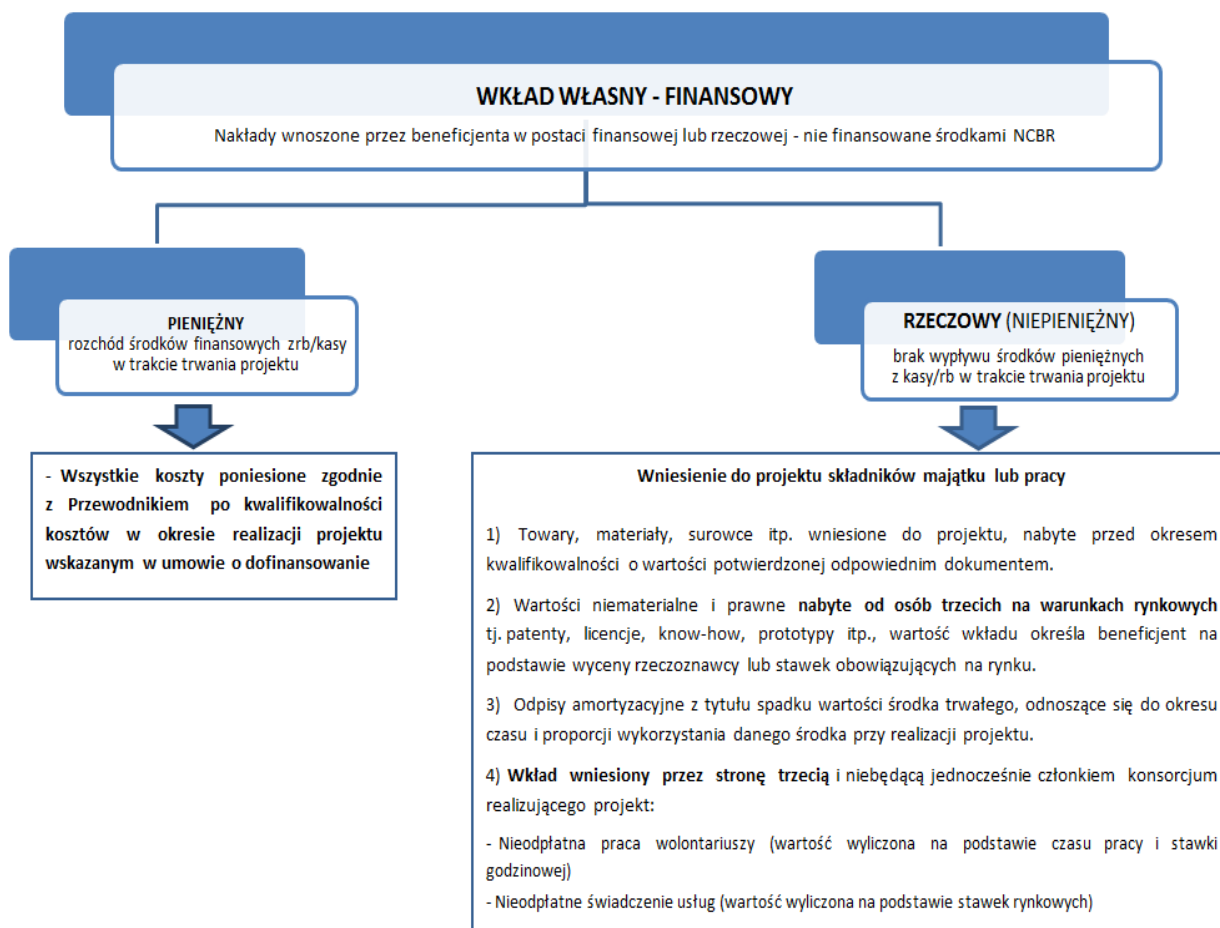 WKŁAD WŁASNY - FINANSOWY
Nakłady wnoszone przez beneficjenta w postaci finansowej lub rzeczowej - nie finansowane środkami NCBR
PIENIĘŻNY
rozchód środków finansowych zrb/kasy
w trakcie trwania projektu
- Wszystkie koszty poniesione zgodnie
z Przewodnikiem po kwalifikowalności
kosztów w okresie realizacji projektu
wskazanym w umowie o dofinansowanie
RZECZOWY (NIEPIENIĘŻNY)
brak wypływu środków pieniężnych
z kasy/rb w trakcie trwania projektu
Wniesienie do projektu składników majątku lub pracy
1) Towary, materiały, surowce itp. wniesione do projektu, nabyte przed okresem
kwalifikowalności o wartości potwierdzonej odpowiednim dokumentem.
2) Wartości niematerialne i prawne nabyte od osób trzecich na warunkach rynkowych
tj. patenty, licencje, know-how, prototypy itp., wartość wkładu określa beneficjent na
podstawie wyceny rzeczoznawcy lub stawek obowiązujących na rynku.
3) Odpisy amortyzacyjne z tytułu spadku wartości środka trwałego, odnoszące się do okresu
czasu i proporcji wykorzystania danego środka przy realizacji projektu.
4) Wkład wniesiony przez stronę trzecią i niebędącą jednocześnie członkiem konsorcjum
realizującego projekt:
- Nieodpłatna praca wolontariuszy (wartość wyliczona na podstawie czasu pracy i stawki
godzinowej)
- Nieodpłatne świadczenie usług (wartość wyliczona na podstawie stawek rynkowych)